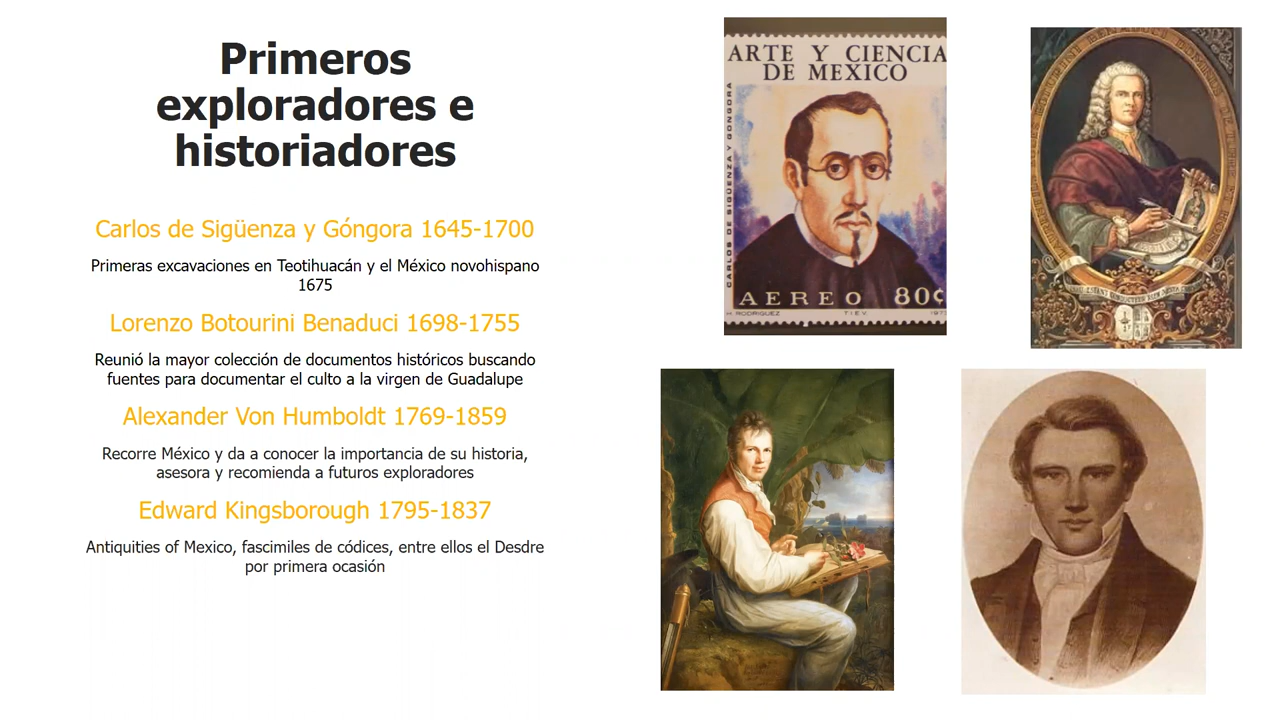 Primeros
exploradores e
historiadores
Carlos de Sigüenza y Góngora 1645-1700
Primeras excavaciones en Teotihuacán y el México novohispano
1675
Lorenzo Botourini Benaduci 1698-1755
Reunió la mayor colección de documentos históricos buscando
fuentes para documentar el culto a la virgen de Guadalupe
Alexander Von Humboldt 1769-1859
Recorre México y da a conocer la importancia de su historia,
asesora y recomienda a futuros exploradores
Edward Kingsborough 1795-1837
Antiquities of Mexico, fascimiles de códices, entre ellos el Desdre
por primera ocasión
ARTE Y CIENCIA
DE MEXICO
CARLOS DE SIGÜENZA Y GONGORA
AEREO 80¢
H RODRIGUEZ T I E V